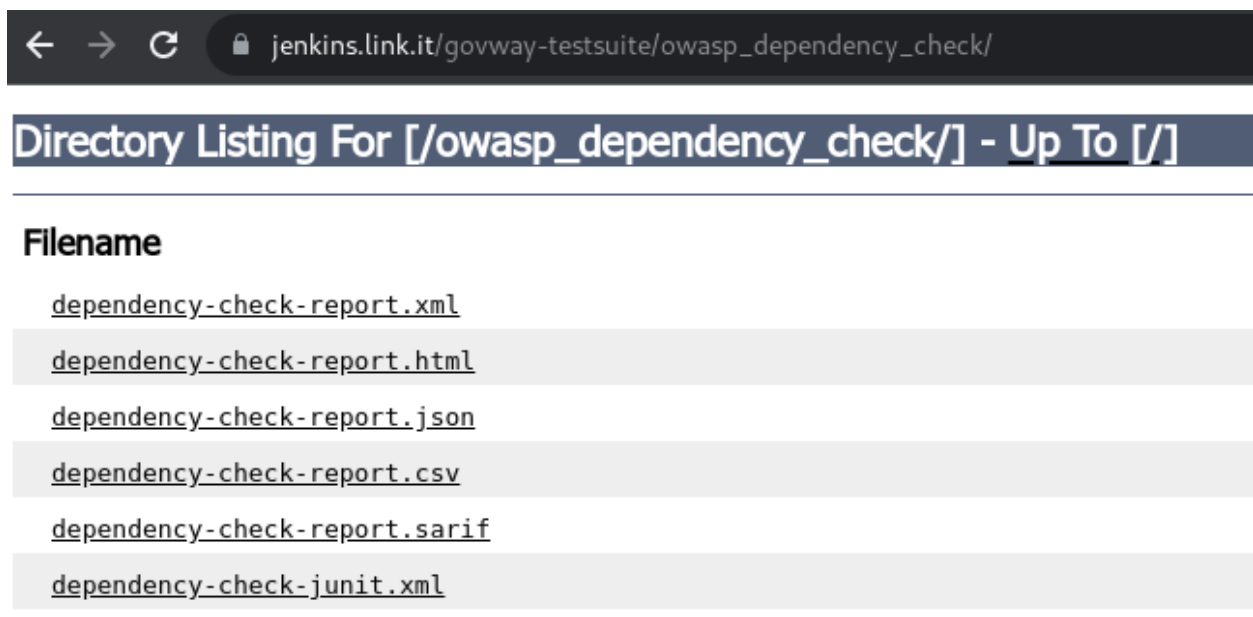 jenkins.link.it/govway-testsuite/owasp_dependency_check/
Directory Listing For [/owasp_dependency_check/] - Up To [/]
Filename
dependency-check-report.xml
dependency-check-report.html
dependency-check-report.json
dependency-check-report.csv
dependency-check-report.sarif
dependency-check-junit.xml